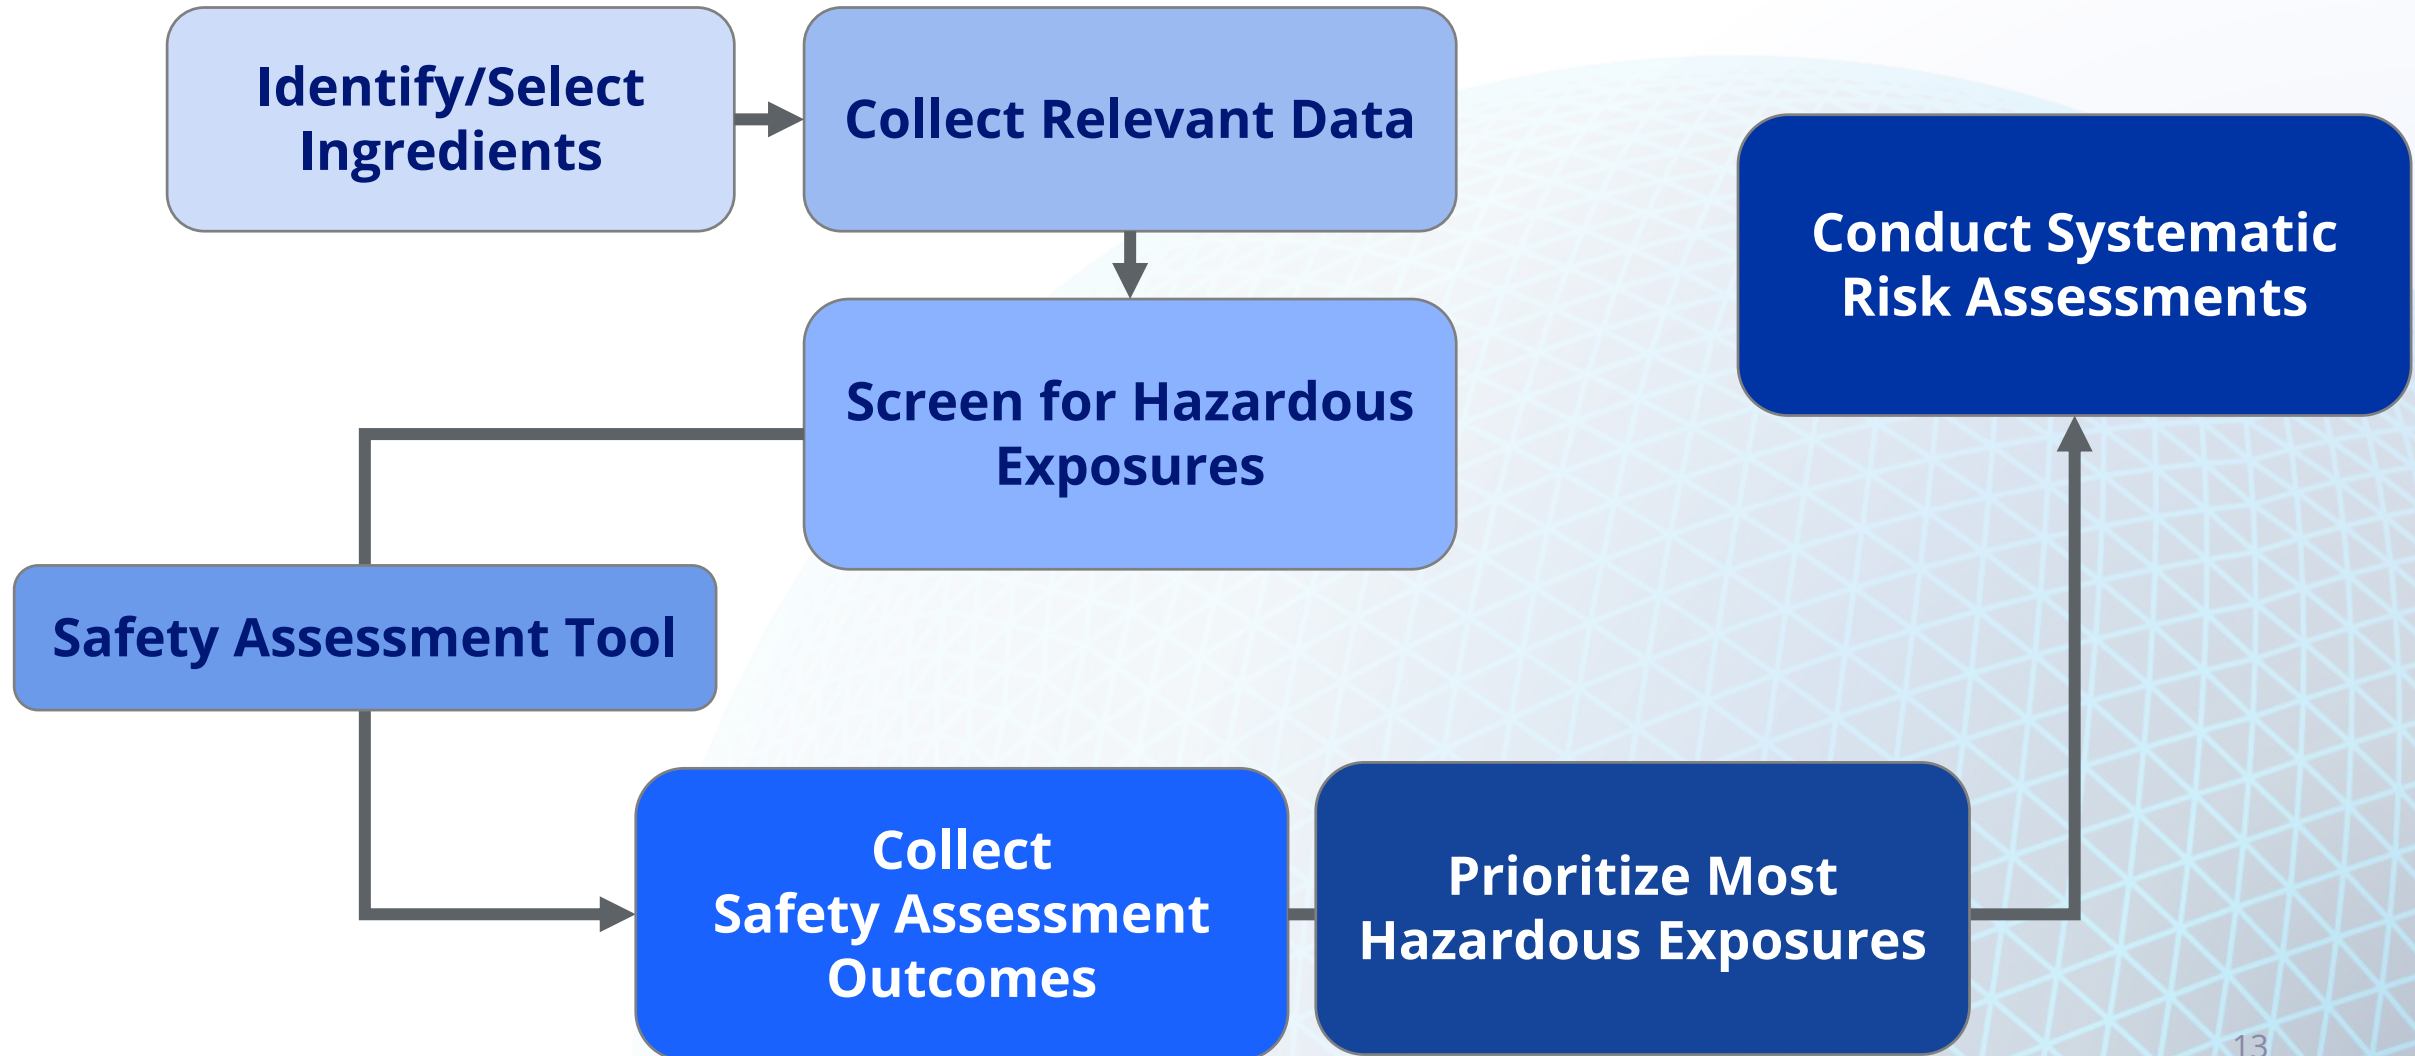 Identify/Select
Ingredients
Collect Relevant Data
Conduct Systematic
Risk Assessments
Screen for Hazardous
Exposures
Safety Assessment Tool
Collect
Safety Assessment
Outcomes
Prioritize Most
Hazardous Exposures
13